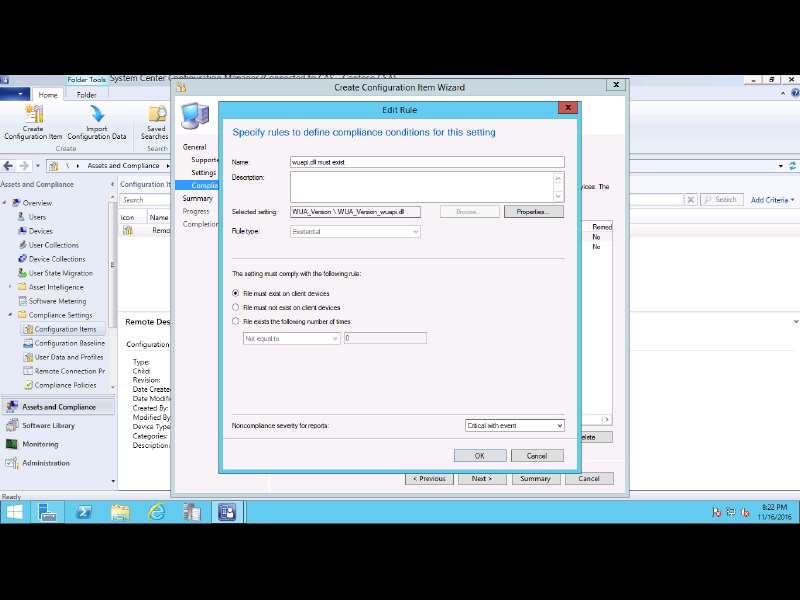 Folder Tools
System Center Configuration Manager (Connected to CAS - Contoso CSA)
Home
Folder
Create
Configuration Item
Import
Configuration Data
Saved
Searches
Create
Search
\
Assets and Compliance
Assets and Compliance
Overview
Users
Devices
User Collections
Device Collections
User State Migration
Asset Intelligence
Software Metering
Compliance Settings
Configuration Items
Configuration Baseline
User Data and Profiles
Remote Connection Pr
Compliance Policies
Assets and Compliance
Software Library
Monitoring
Administration
Ready
Configuration It
Search
Icon
Name
Remo
Remote Des
Configuration
Type:
Child:
Revision:
Date Create
Date Modifi
Created By:
Modified By
Device Type
Categories:
Description:
Search
Add Criteria
Create Configuration Item Wizard
X
General
Supporte
Settings
Complia
Summary
Progress
Completion
vices. The
Remed
No
No
elete
< Previous
Next >
Summary
Cancel
Edit Rule
x
Specify rules to define compliance conditions for this setting
Name:
wuapi.dll must exist
Description:
Selected setting:
WUA_Version \ WUA_Version_wuapi.dll
Browse...
Properties...
Rule type:
Existential
The setting must comply with the following rule:
File must exist on client devices
File must not exist on client devices
File exists the following number of times:
Not equal to
0
Noncompliance severity for reports:
Critical with event
OK
Cancel
8:22 PM
11/16/2016